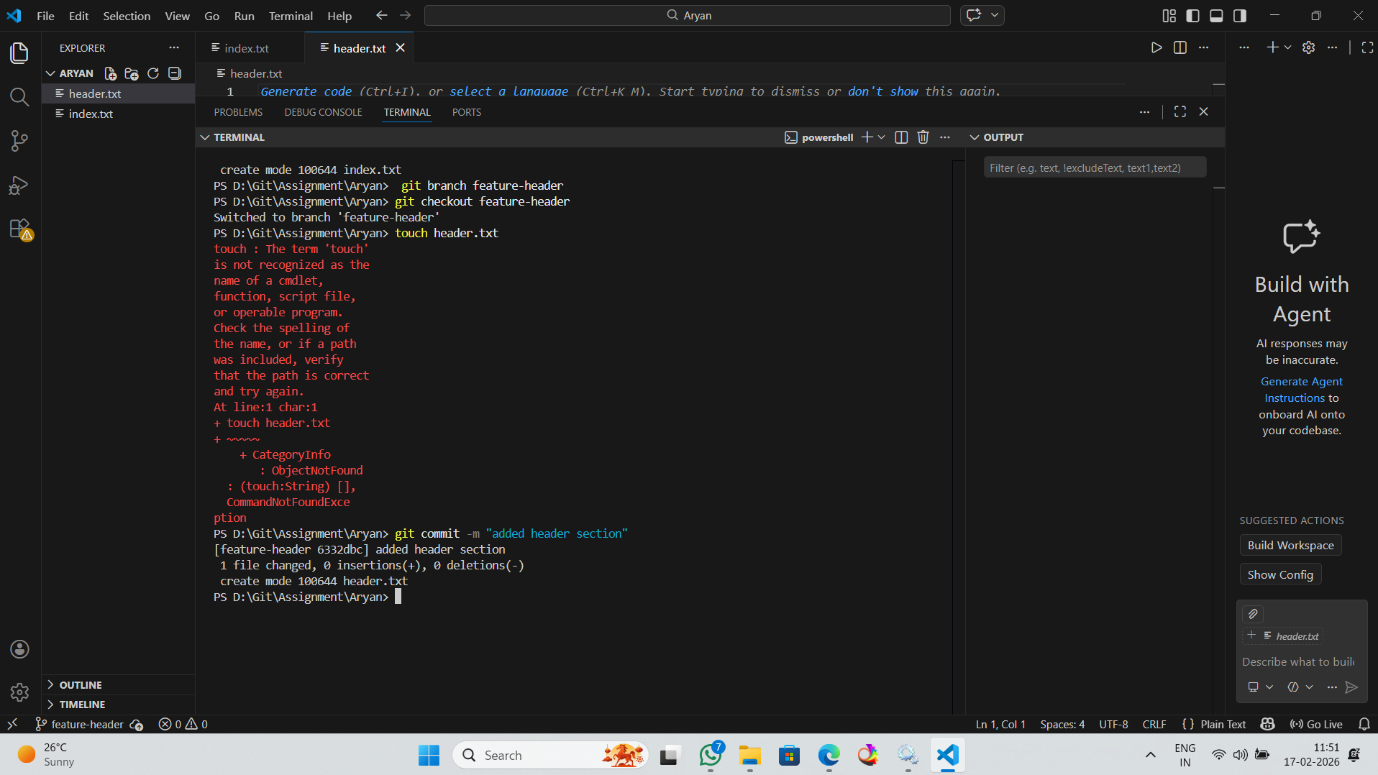 File Edit Selection View Go Run Terminal Help
Aryan
EXPLORER
ARYAN
header.txt
index.txt
OUTLINE
TIMELINE
index.txt
header.txt
header.txt
1 Generate code (Ctrl+I), or select a language (Ctrl+K M). Start typing to dismiss or don't show this again.
PROBLEMS DEBUG CONSOLE TERMINAL PORTS
TERMINAL
powershell
create mode 100644 index.txt
PS D:\Git\Assignment\Aryan>  git branch feature-header
PS D:\Git\Assignment\Aryan> git checkout feature-header
Switched to branch 'feature-header'
PS D:\Git\Assignment\Aryan> touch header.txt
touch : The term 'touch'
is not recognized as the
name of a cmdlet,
function, script file,
or operable program.
Check the spelling of
the name, or if a path
was included, verify
that the path is correct
and try again.
At line:1 char:1
+ touch header.txt
+ ~~~~~
+ CategoryInfo
: ObjectNotFound
: (touch:String) [],
CommandNotFoundExce
ption
PS D:\Git\Assignment\Aryan> git commit -m "added header section"
[feature-header 6332dbc] added header section
1 file changed, 0 insertions(+), 0 deletions(-)
create mode 100644 header.txt
PS D:\Git\Assignment\Aryan>
OUTPUT
Filter (e.g. text, !excludeText, text1,text2)
Build with
Agent
AI responses may
be inaccurate.
Generate Agent
Instructions to
onboard AI onto
your codebase.
SUGGESTED ACTIONS
Build Workspace
Show Config
header.txt
Describe what to build
feature-header 0 0
Ln 1, Col 1 Spaces: 4 UTF-8 CRLF { } Plain Text Go Live
26°C
Sunny
Search
7
ENG
IN
11:51
17-02-2026